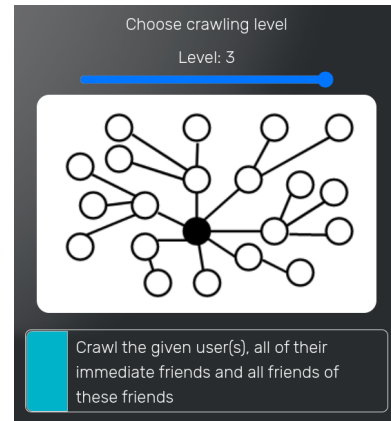 Choose crawling level
Level: 3
Crawl the given user(s), all of their
immediate friends and all friends of
these friends